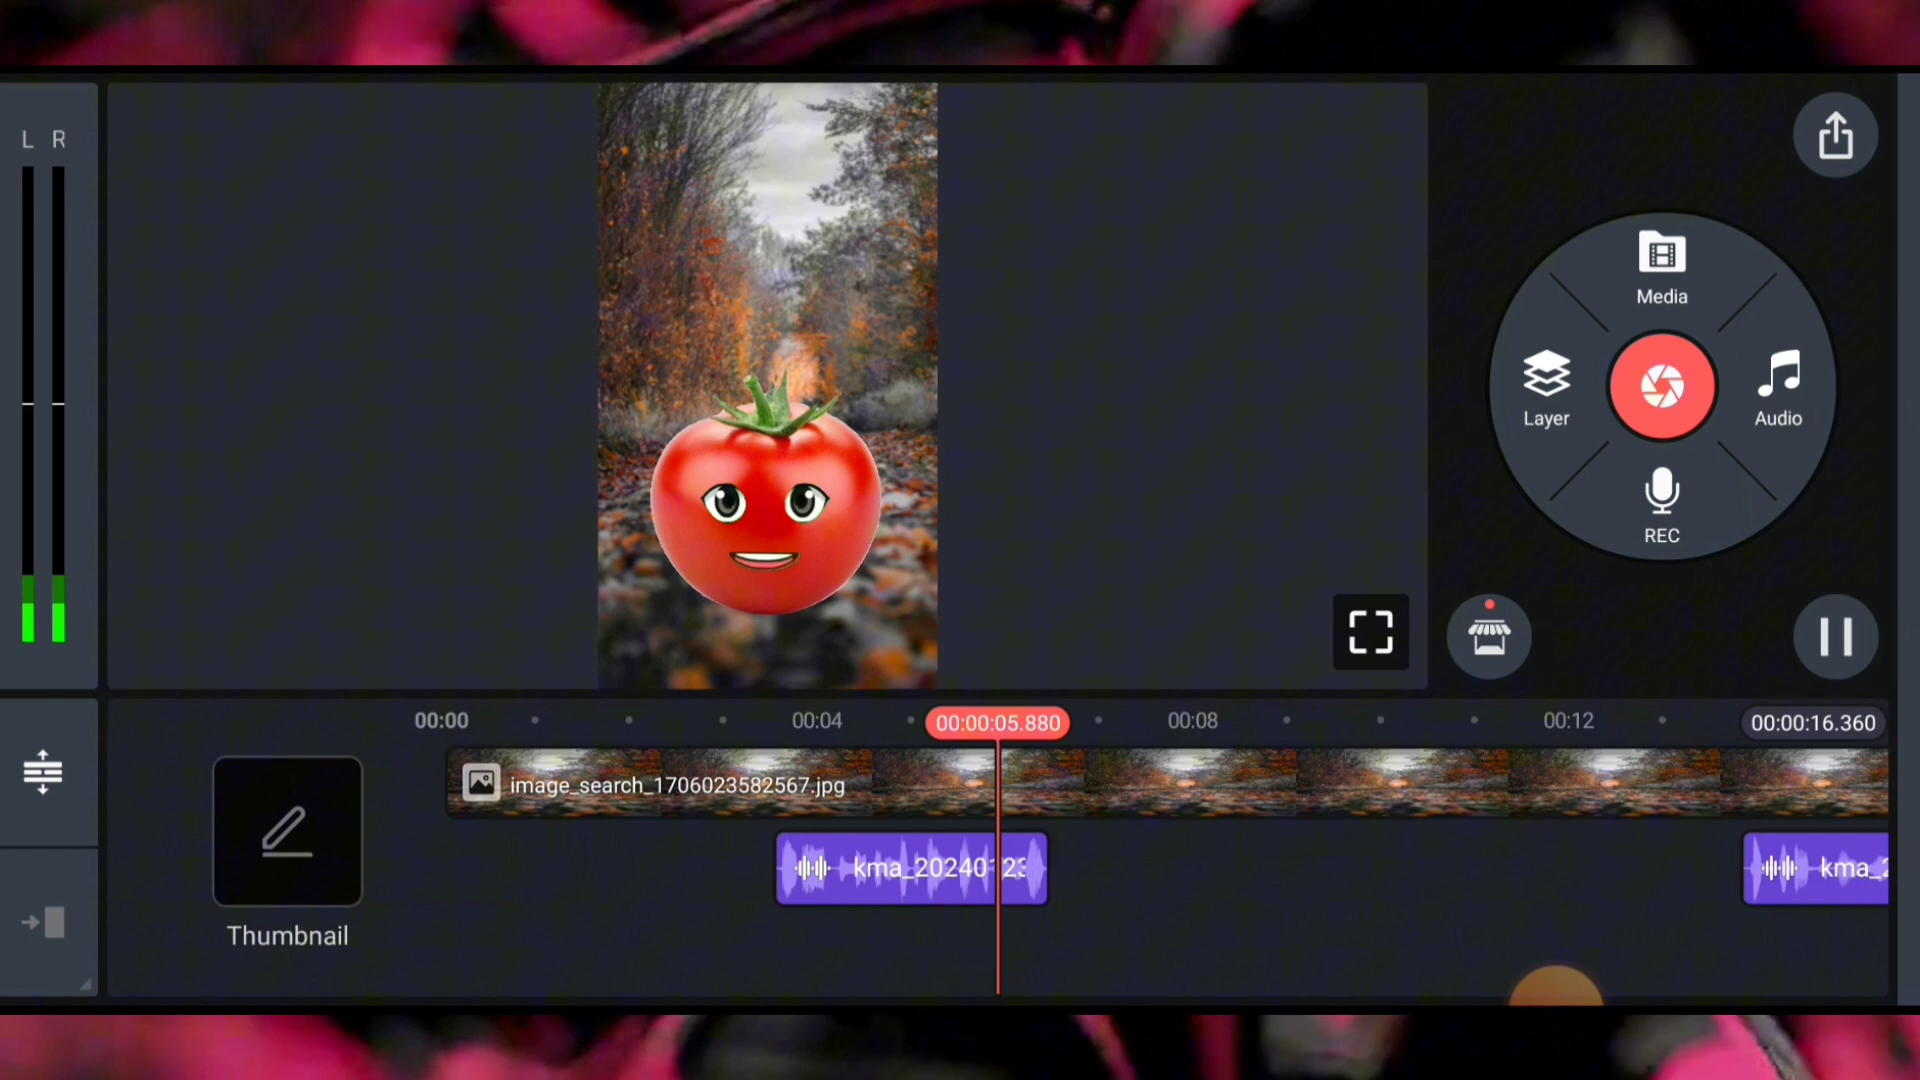 L R
Media
Layer
Audio
REC
00:00
00:04
00:00:05.880
00:08
00:12
00:00:16.360
image_search_1706023582567.jpg
kma_20240123
kma_2
Thumbnail